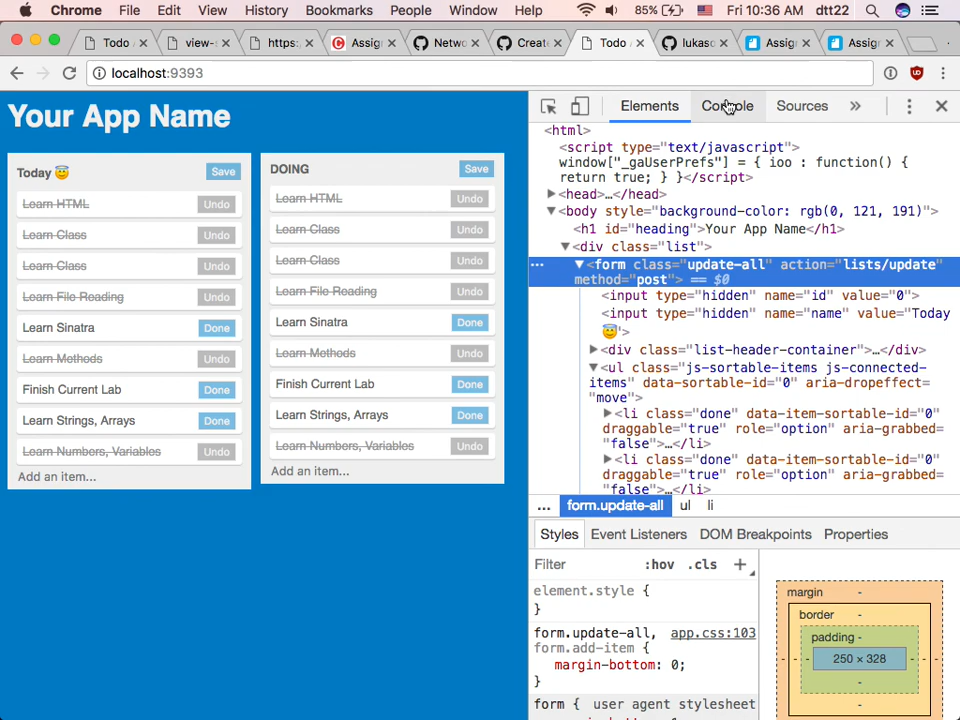 Chrome File Edit View History Bookmarks People Window Help 85% Fri 10:36 AM dtt22
Todo view- https: Assig Netwo Create Todo lukaso Assig Assig
localhost:9393
Your App Name
Today 😇 Save
Learn HTML Undo
Learn Class Undo
Learn Class Undo
Learn File Reading Undo
Learn Sinatra Done
Learn Methods Undo
Finish Current Lab Done
Learn Strings, Arrays Done
Learn Numbers, Variables Undo
Add an item...
DOING Save
Learn HTML Undo
Learn Class Undo
Learn Class Undo
Learn File Reading Undo
Learn Sinatra Done
Learn Methods Undo
Finish Current Lab Done
Learn Strings, Arrays Done
Learn Numbers, Variables Undo
Add an item...
Elements Console Sources »
<html>
<script type="text/javascript">
window["_gaUserPrefs"] = { ioo : function() {
return true; } }</script>
<head>…</head>
<body style="background-color: rgb(0, 121, 191)">
<h1 id="heading">Your App Name</h1>
<div class="list">
… <form class="update-all" action="lists/update"
method="post"> == $0
<input type="hidden" name="id" value="0">
<input type="hidden" name="name" value="Today
😇">
<div class="list-header-container">…</div>
<ul class="js-sortable-items js-connected-
items" data-sortable-id="0" aria-dropeffect=
"move">
<li class="done" data-item-sortable-id="0"
draggable="true" role="option" aria-grabbed=
"false">…</li>
<li class="done" data-item-sortable-id="0"
draggable="true" role="option" aria-grabbed=
"false">…</li>
... form.update-all ul li
Styles Event Listeners DOM Breakpoints Properties
Filter :hov .cls +
element.style {
}
form.update-all, app.css:103
form.add-item {
margin-bottom: 0;
}
form { user agent stylesheet
margin -
border -
padding -
- - - 250 × 328 - - -
-